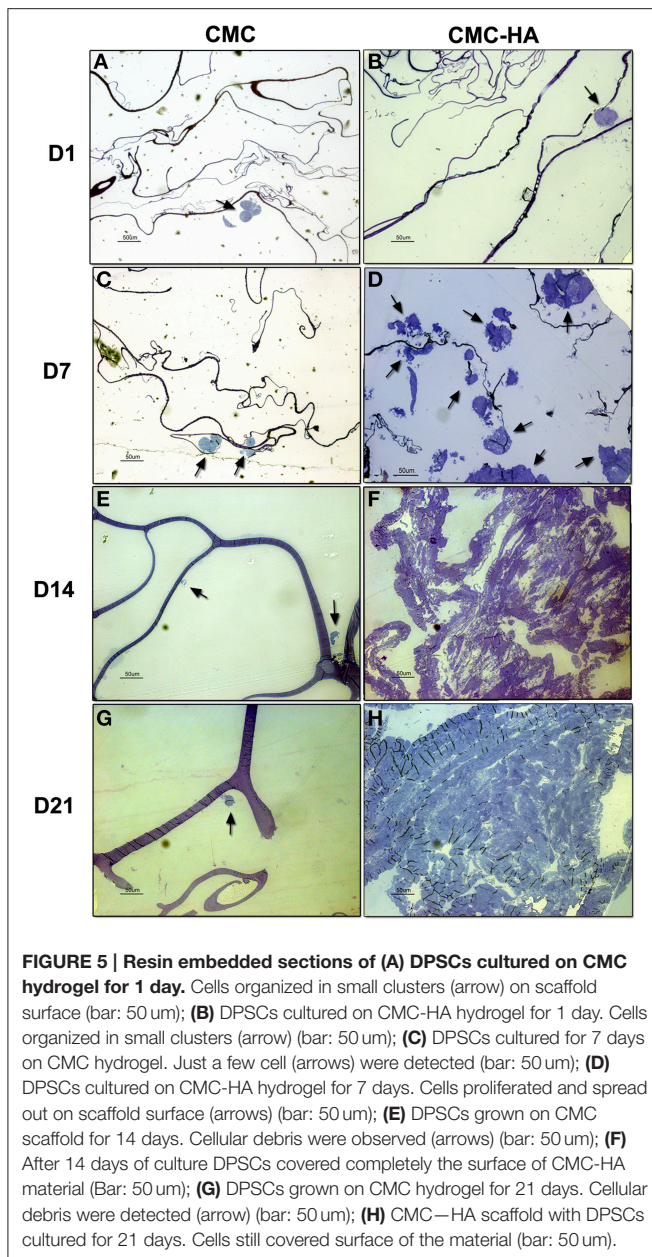 CMC CMC-HA
A B
D1
50um 50um
C D
D7
50um 50um
E F
D14
50um 50um
G H
D21
50um 50um
FIGURE 5 | Resin embedded sections of (A) DPSCs cultured on CMC
hydrogel for 1 day. Cells organized in small clusters (arrow) on scaffold
surface (bar: 50 um); (B) DPSCs cultured on CMC-HA hydrogel for 1 day. Cells
organized in small clusters (arrow) (bar: 50 um); (C) DPSCs cultured for 7 days
on CMC hydrogel. Just a few cell (arrows) were detected (bar: 50 um); (D)
DPSCs cultured on CMC-HA hydrogel for 7 days. Cells proliferated and spread
out on scaffold surface (arrows) (bar: 50 um); (E) DPSCs grown on CMC
scaffold for 14 days. Cellular debris were observed (arrows) (bar: 50 um); (F)
After 14 days of culture DPSCs covered completely the surface of CMC-HA
material (Bar: 50 um); (G) DPSCs grown on CMC hydrogel for 21 days. Cellular
debris were detected (arrow) (bar: 50 um); (H) CMC—HA scaffold with DPSCs
cultured for 21 days. Cells still covered surface of the material (bar: 50 um).